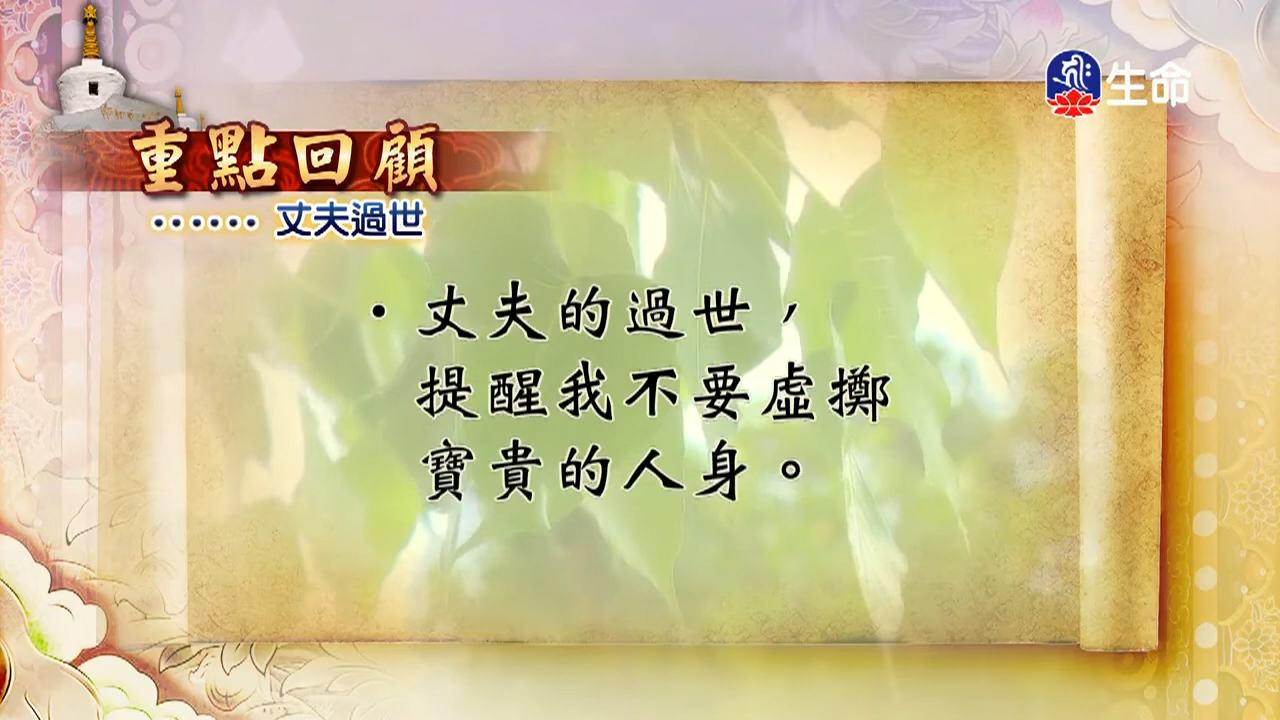 生命
重點回顧
…… 丈夫過世
·丈夫的過世，
提醒我不要虛擲
寶貴的人身。